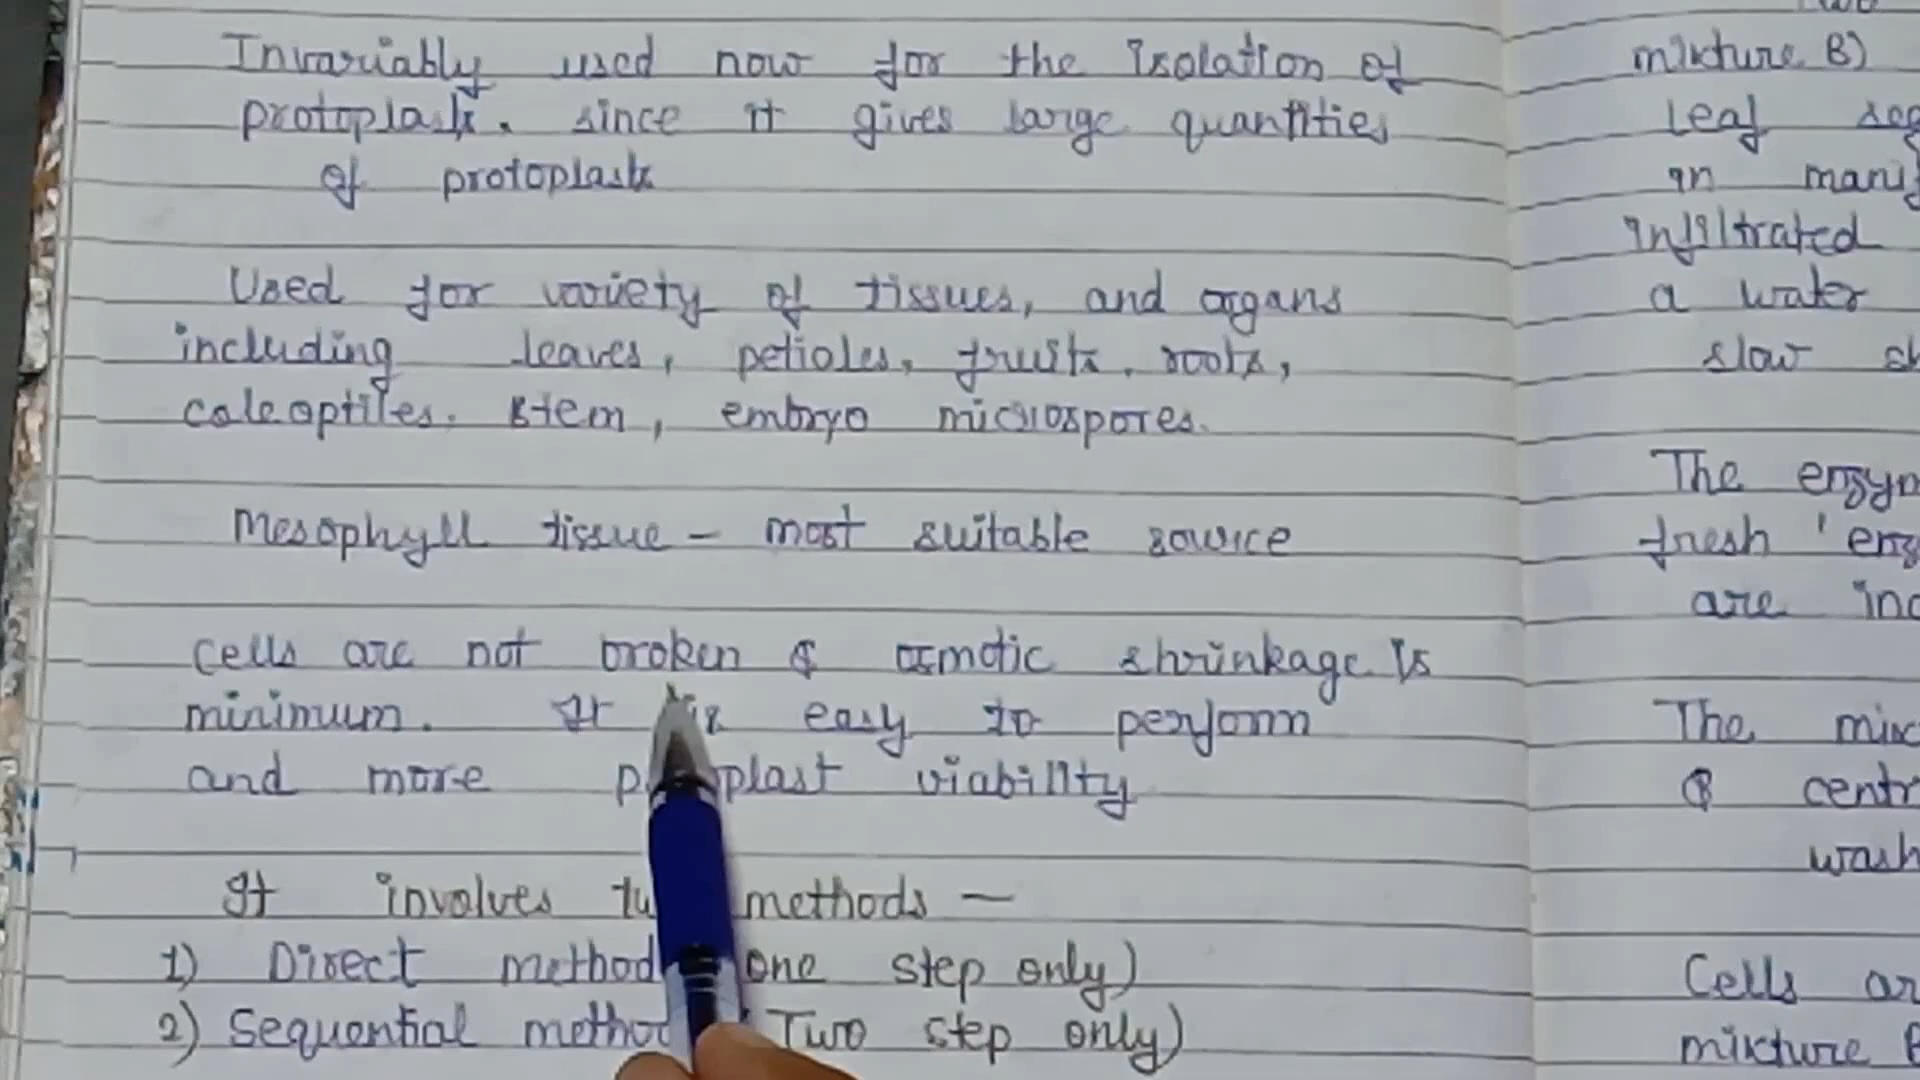 Invariably used now for the isolation of
protoplasts. since it gives large quantities
of protoplasts
Used for variety of tissues, and organs
including leaves, petioles, fruits, roots,
coleoptiles. stem, embryo microspores.
Mesophyll tissue - most suitable source
cells are not broken & osmotic shrinkage is
minimum. It is easy to perform
and more viability
It involves methods -
1) Direct method one step only)
2) Sequential method Two step only)
mixture B)
Leaf
in
infiltrated
a water
slow
The
fresh
are
The
&
Cells
mixture